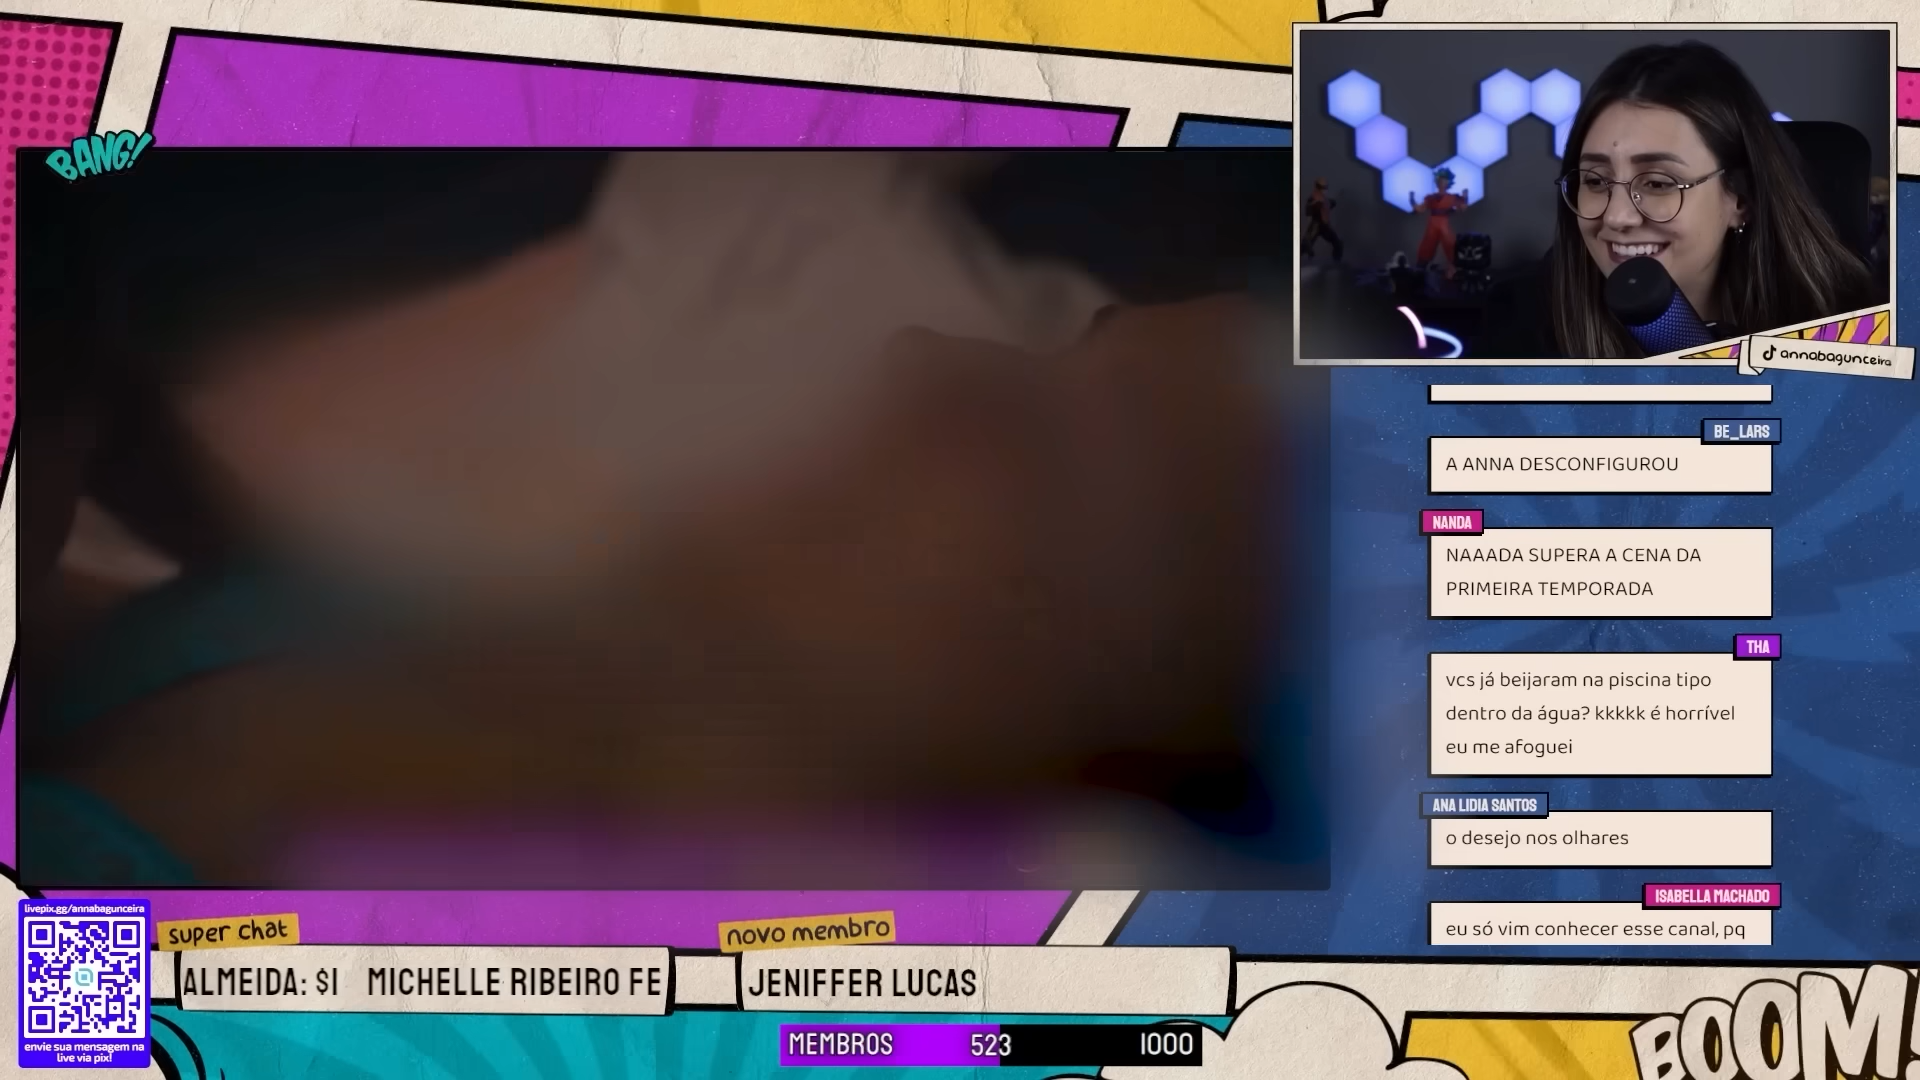 BANG!
annabagunceira
BE_LARS
A ANNA DESCONFIGUROU
NANDA
NAAADA SUPERA A CENA DA
PRIMEIRA TEMPORADA
THA
vcs já beijaram na piscina tipo
dentro da água? kkkkk é horrível
eu me afoguei
ANA LIDIA SANTOS
o desejo nos olhares
ISABELLA MACHADO
eu só vim conhecer esse canal, pq
livepix.gg/annabagunceira
envie sua mensagem na
live via pix!
super chat
ALMEIDA: $1 MICHELLE RIBEIRO FE
novo membro
JENIFFER LUCAS
MEMBROS 523 1000
BOOM!